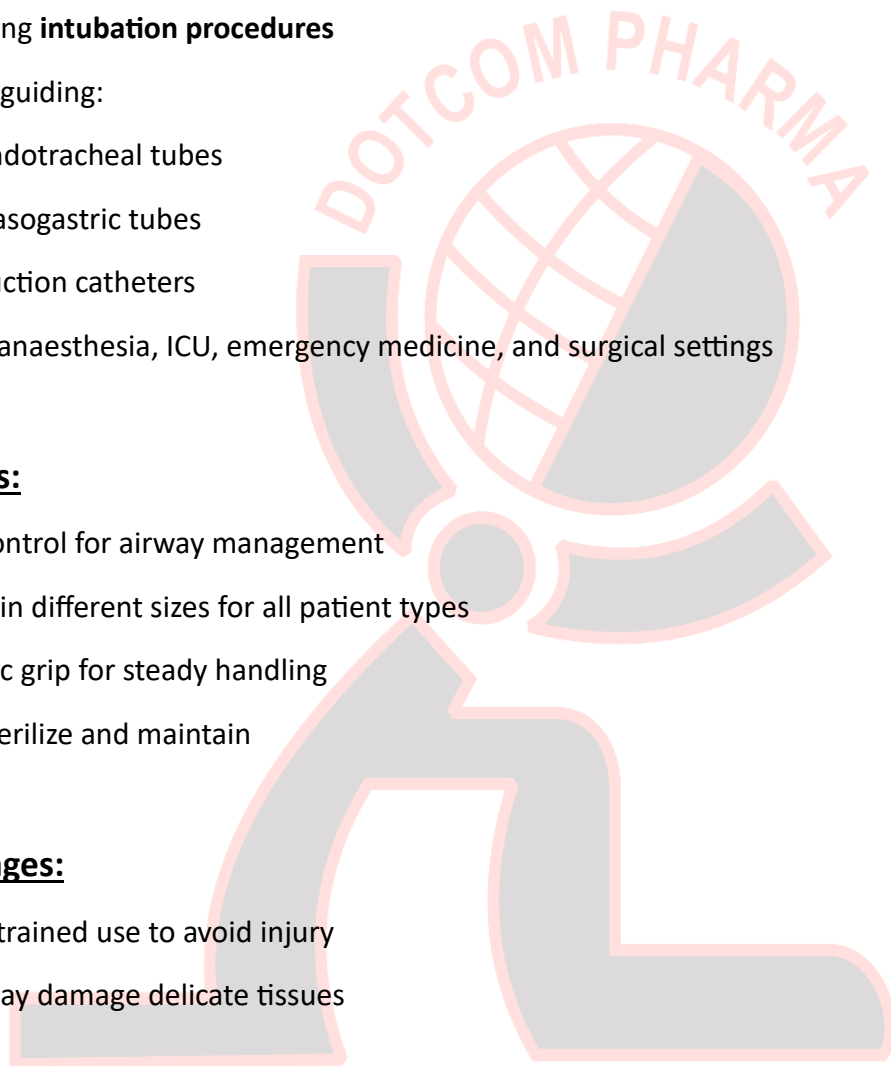 DOTCOM PHARMA
ng intubation procedures
guiding:
dotracheal tubes
asogastric tubes
ction catheters
anaesthesia, ICU, emergency medicine, and surgical settings
s:
ontrol for airway management
in different sizes for all patient types
c grip for steady handling
erilize and maintain
ges:
trained use to avoid injury
ay damage delicate tissues